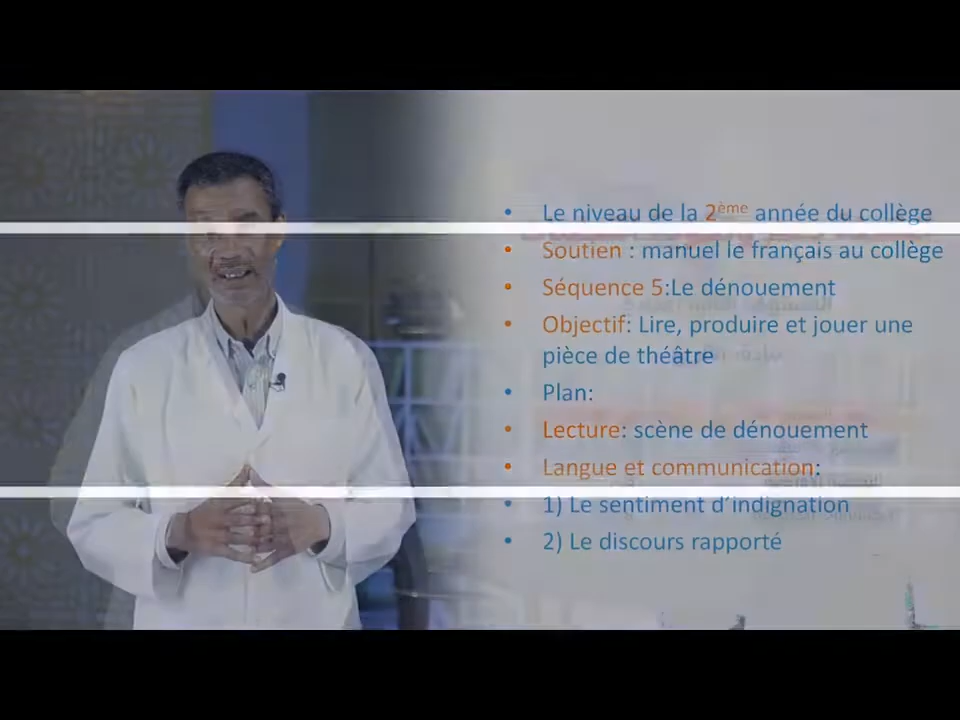 • Le niveau de la 2ème année du collège
• Soutien : manuel le français au collège
• Séquence 5:Le dénouement
• Objectif: Lire, produire et jouer une
pièce de théâtre
• Plan:
• Lecture: scène de dénouement
• Langue et communication:
• 1) Le sentiment d’indignation
• 2) Le discours rapporté